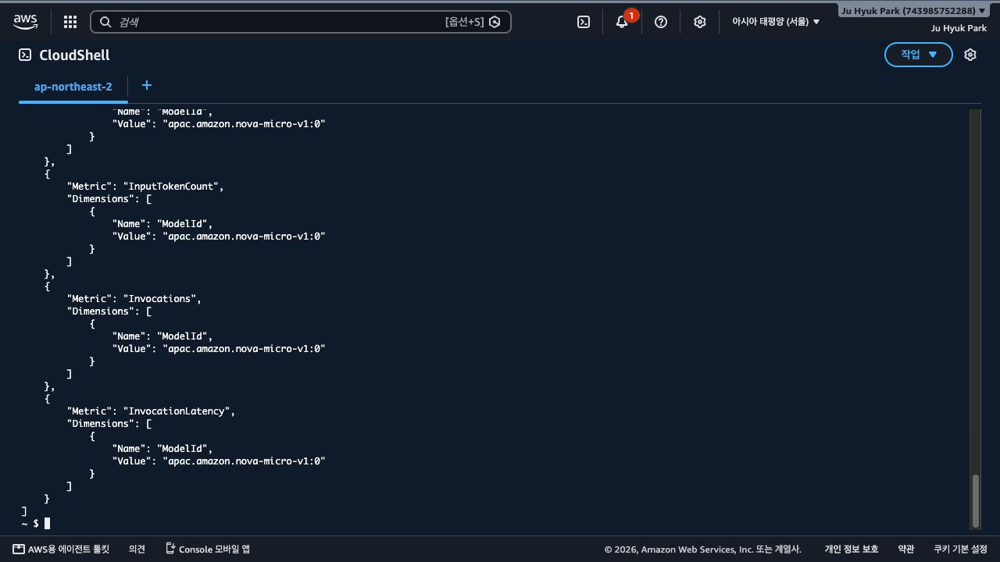 aws
검색
[옵션+S]
1
아시아 태평양 (서울) ▼
Ju Hyuk Park (743985752288) ▼
Ju Hyuk Park
CloudShell
작업 ▼
ap-northeast-2
+
"Name": "ModelId",
"Value": "apac.amazon.nova-micro-v1:0"
}
]
},
{
"Metric": "InputTokenCount",
"Dimensions": [
{
"Name": "ModelId",
"Value": "apac.amazon.nova-micro-v1:0"
}
]
},
{
"Metric": "Invocations",
"Dimensions": [
{
"Name": "ModelId",
"Value": "apac.amazon.nova-micro-v1:0"
}
]
},
{
"Metric": "InvocationLatency",
"Dimensions": [
{
"Name": "ModelId",
"Value": "apac.amazon.nova-micro-v1:0"
}
]
}
]
~ $
AWS용 에이전트 툴킷
의견
Console 모바일 앱
© 2026, Amazon Web Services, Inc. 또는 계열사.
개인 정보 보호
약관
쿠키 기본 설정